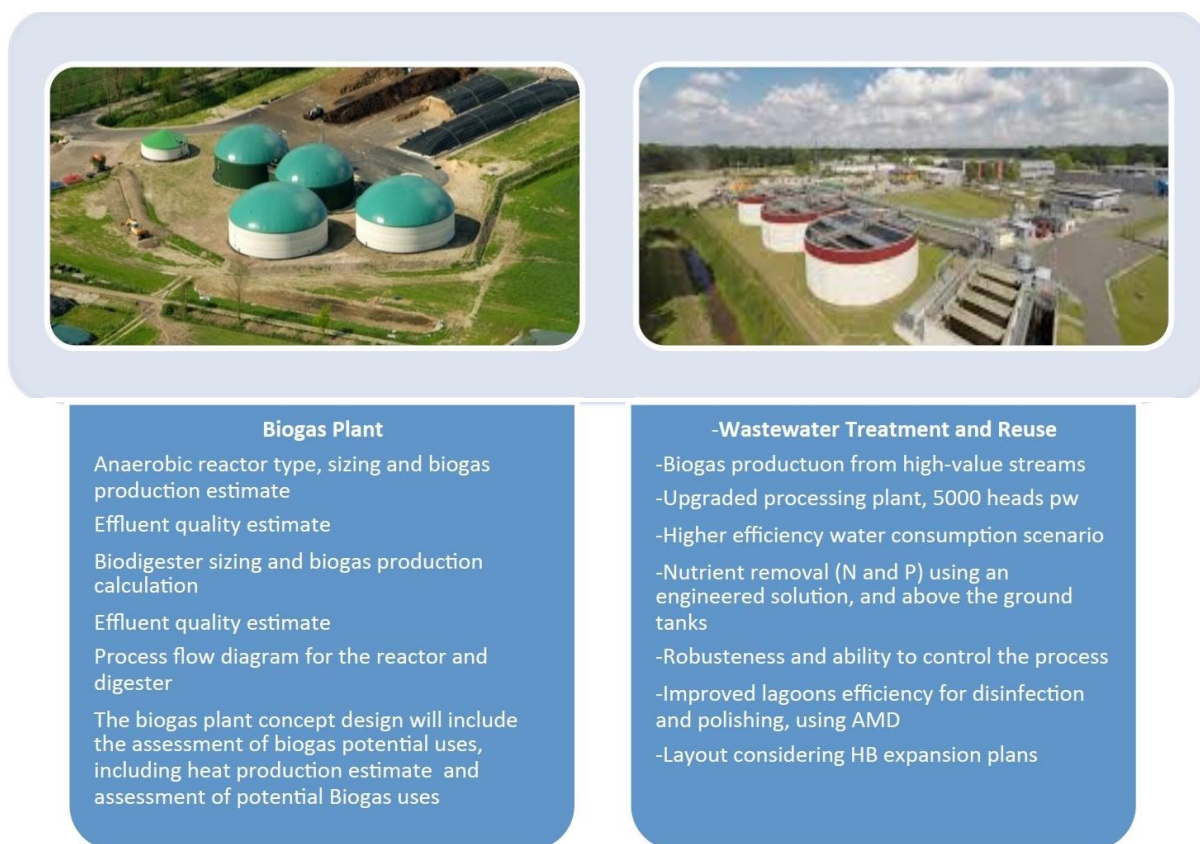 Biogas Plant
Anaerobic reactor type, sizing and biogas
production estimate
Effluent quality estimate
Biodigester sizing and biogas production
calculation
Effluent quality estimate
Process flow diagram for the reactor and
digester
The biogas plant concept design will include
the assessment of biogas potential uses,
including heat production estimate and
assessment of potential Biogas uses
-Wastewater Treatment and Reuse
-Biogas productuon from high-value streams
-Upgraded processing plant, 5000 heads pw
-Higher efficiency water consumption scenario
-Nutrient removal (N and P) using an
engineered solution, and above the ground
tanks
-Robusteness and ability to control the process
-Improved lagoons efficiency for disinfection
and polishing, using AMD
-Layout considering HB expansion plans